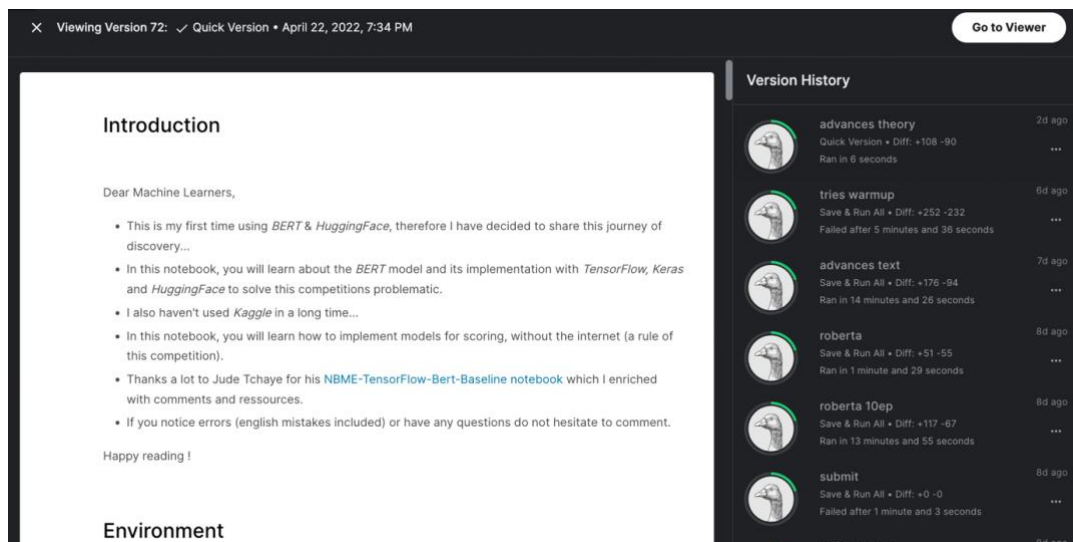 Viewing Version 72: ✓ Quick Version • April 22, 2022, 7:34 PM
Go to Viewer
Introduction
Dear Machine Learners,
• This is my first time using BERT & HuggingFace, therefore I have decided to share this journey of
discovery...
• In this notebook, you will learn about the BERT model and its implementation with TensorFlow, Keras
and HuggingFace to solve this competitions problematic.
• I also haven't used Kaggle in a long time...
• In this notebook, you will learn how to implement models for scoring, without the internet (a rule of
this competition).
• Thanks a lot to Jude Tchaye for his NBME-TensorFlow-Bert-Baseline notebook which I enriched
with comments and ressources.
• If you notice errors (english mistakes included) or have any questions do not hesitate to comment.
Happy reading !
Environment
Version History
advances theory
2d ago
Quick Version • Diff: +108 -90
Ran in 6 seconds
tries warmup
6d ago
Save & Run All • Diff: +252 -232
Failed after 5 minutes and 36 seconds
advances text
7d ago
Save & Run All • Diff: +176 -94
Ran in 14 minutes and 26 seconds
roberta
8d ago
Save & Run All • Diff: +51 -55
Ran in 1 minute and 29 seconds
roberta 10ep
8d ago
Save & Run All • Diff: +117 -67
Ran in 13 minutes and 55 seconds
submit
8d ago
Save & Run All • Diff: +0 -0
Failed after 1 minute and 3 seconds